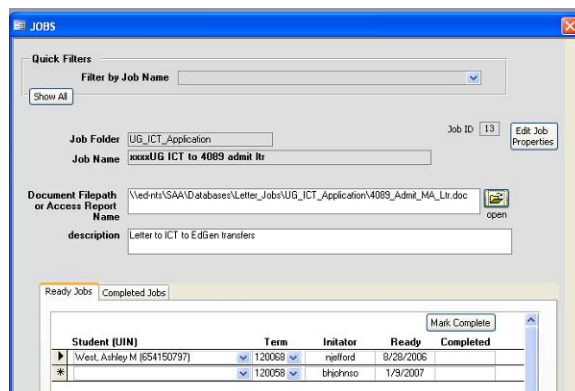 JOBS
Quick Filters
Filter by Job Name
Show All
Job ID 13
Edit Job Properties
Job Folder UG_ICT_Application
Job Name xxxxUG ICT to 4089 admit ltr
Document Filepath or Access Report Name
\\ed-nts\SAA\Databases\Letter_Jobs\UG_ICT_Application\4089_Admit_MA_Ltr.doc
open
description Letter to ICT to EdGen transfers
Ready Jobs Completed Jobs
Mark Complete
Student (UIN) Term Initator Ready Completed
West, Ashley M (654150797) 120068 njelford 8/28/2006
120058 bhjohnso 1/9/2007